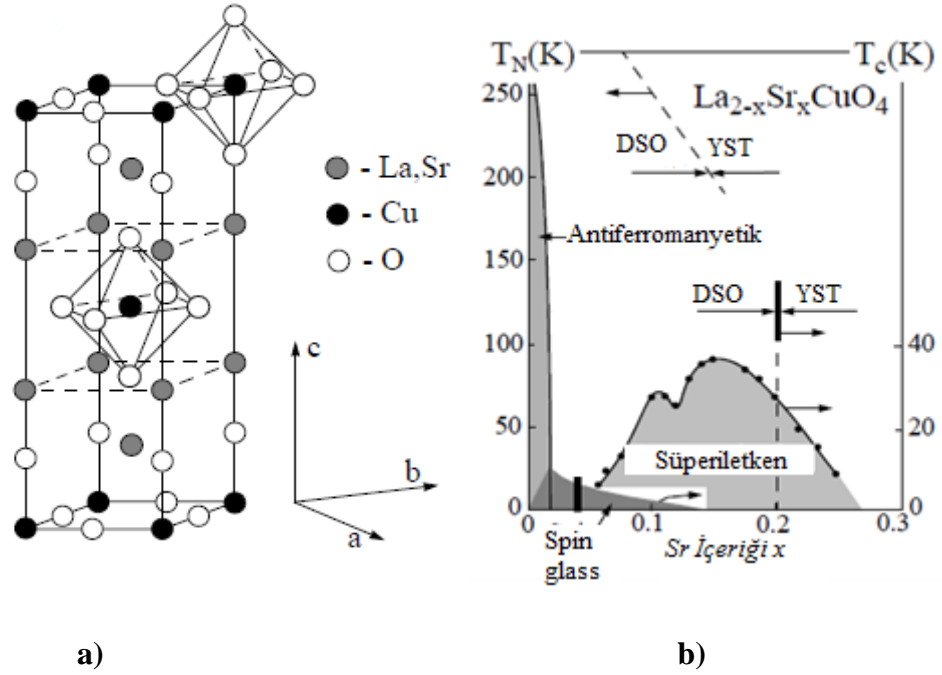 - La,Sr
- Cu
- O
c
b
a
a)
T_N(K)
T_c(K)
La_{2-x}Sr_xCuO_4
250
DSO
YST
200
Antiferromanyetik
150
DSO
YST
100
40
50
Süperiletken
20
0
0
0
0.1
0.2
0.3
Spin
glass
Sr İçeriği x
b)